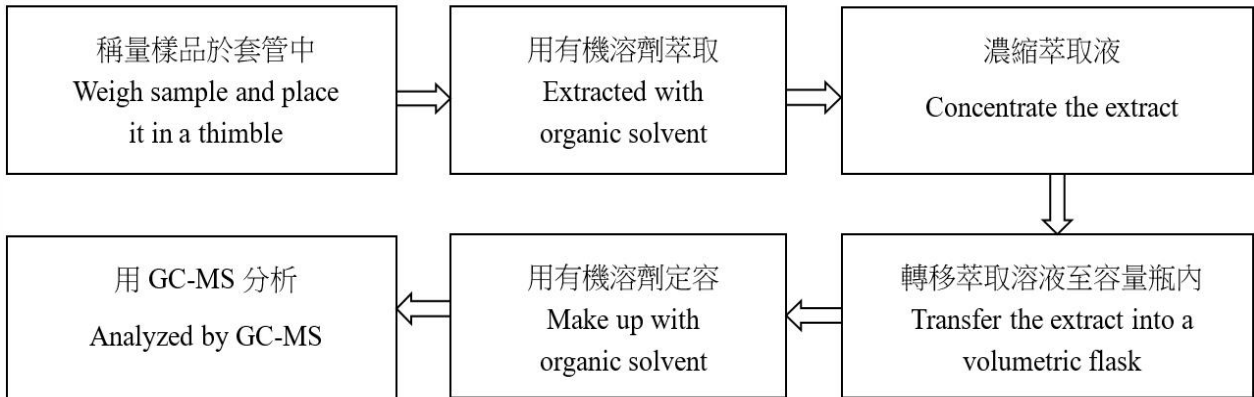 稱量樣品於套管中
Weigh sample and place
it in a thimble
用有機溶劑萃取
Extracted with
organic solvent
濃縮萃取液
Concentrate the extract
轉移萃取溶液至容量瓶內
Transfer the extract into a
volumetric flask
用有機溶劑定容
Make up with
organic solvent
用 GC-MS 分析
Analyzed by GC-MS